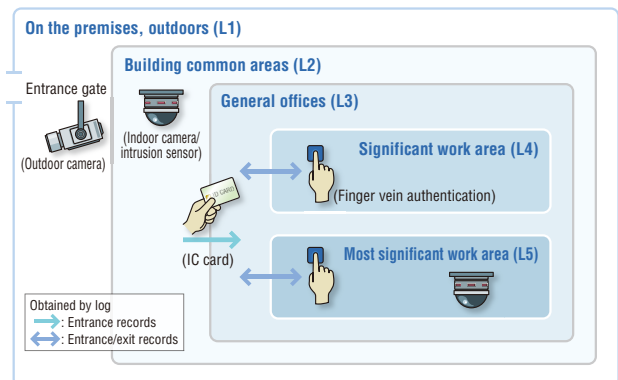 On the premises, outdoors (L1)
Building common areas (L2)
Entrance gate
General offices (L3)
(Indoor camera/
intrusion sensor)
(Outdoor camera)
Significant work area (L4)
ID CARD
(Finger vein authentication)
(IC card)
Most significant work area (L5)
Obtained by log
: Entrance records
: Entrance/exit records